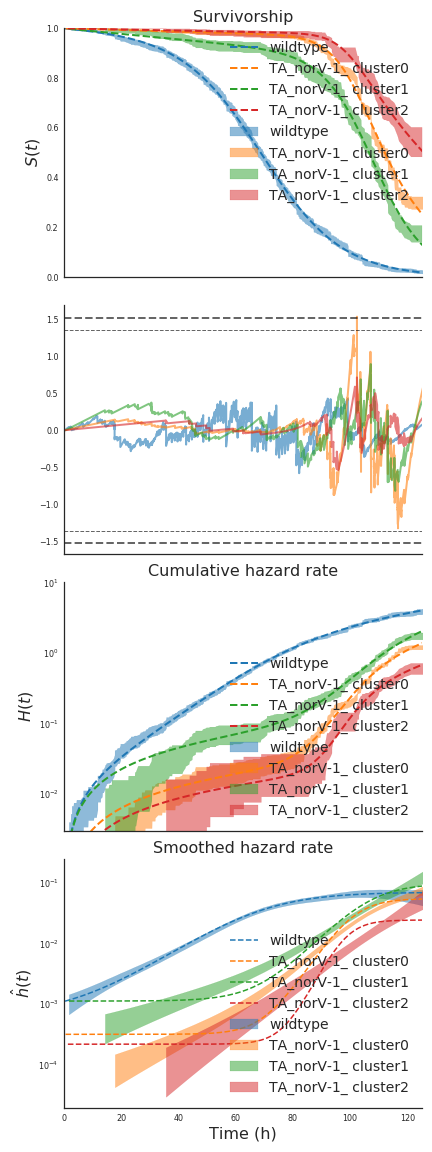 Survivorship
1.0
0.8
0.6
0.4
0.2
0.0
S(t)
wildtype
TA_norV-1_ cluster0
TA_norV-1_ cluster1
TA_norV-1_ cluster2
wildtype
TA_norV-1_ cluster0
TA_norV-1_ cluster1
TA_norV-1_ cluster2
1.5
1.0
0.5
0.0
−0.5
−1.0
−1.5
Cumulative hazard rate
10¹
10⁰
10⁻¹
10⁻²
H(t)
wildtype
TA_norV-1_ cluster0
TA_norV-1_ cluster1
TA_norV-1_ cluster2
wildtype
TA_norV-1_ cluster0
TA_norV-1_ cluster1
TA_norV-1_ cluster2
Smoothed hazard rate
10⁻¹
10⁻²
10⁻³
10⁻⁴
ĥ(t)
wildtype
TA_norV-1_ cluster0
TA_norV-1_ cluster1
TA_norV-1_ cluster2
wildtype
TA_norV-1_ cluster0
TA_norV-1_ cluster1
TA_norV-1_ cluster2
0 20 40 60 80 100 120
Time (h)